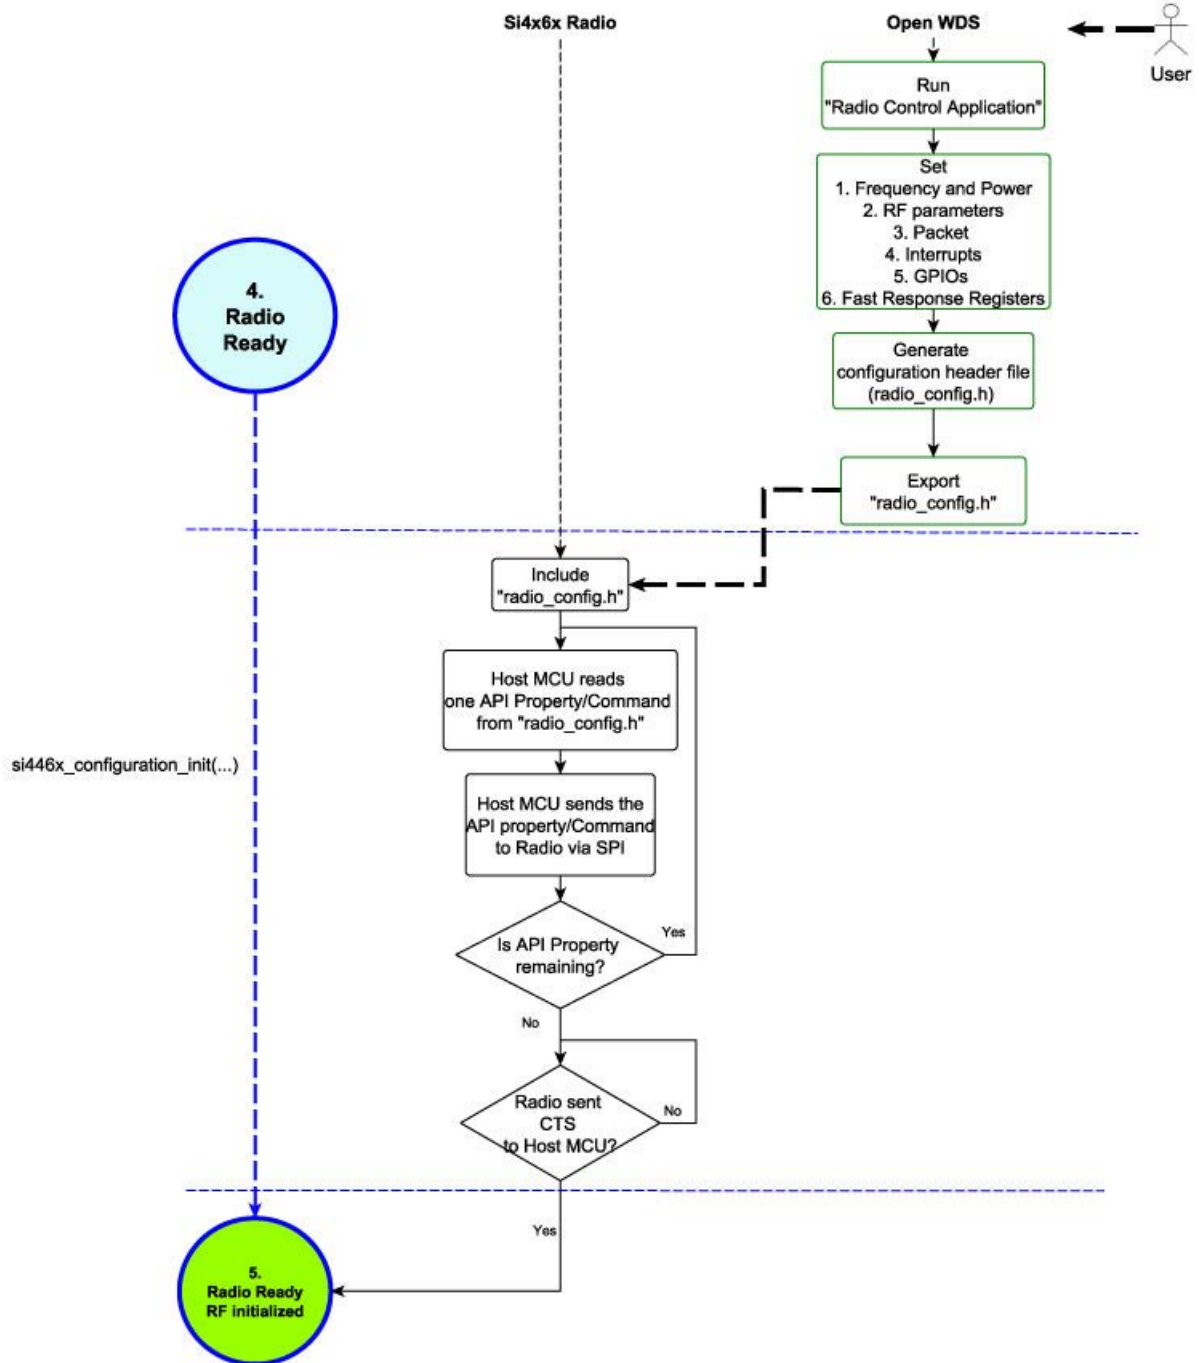 Si4x6x Radio
Open WDS
User
Run
"Radio Control Application"
Set
1. Frequency and Power
2. RF parameters
3. Packet
4. Interrupts
5. GPIOs
6. Fast Response Registers
4.
Radio
Ready
Generate
configuration header file
(radio_config.h)
Export
"radio_config.h"
Include
"radio_config.h"
Host MCU reads
one API Property/Command
from "radio_config.h"
si446x_configuration_init(...)
Host MCU sends the
API property/Command
to Radio via SPI
Is API Property
remaining?
Yes
No
Radio sent
CTS
to Host MCU?
No
Yes
5.
Radio Ready
RF initialized